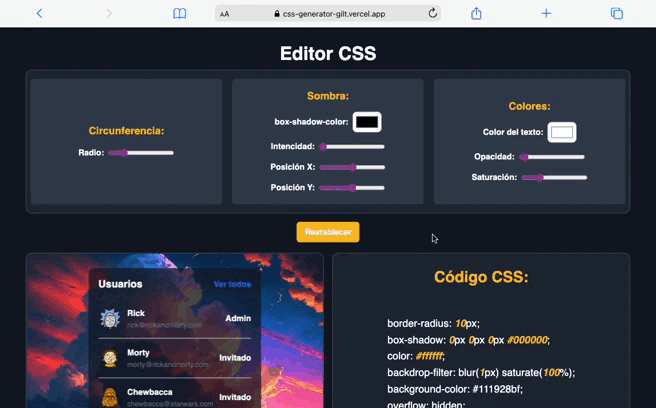 AA css-generator-gilt.vercel.app
Editor CSS
Circunferencia:
Radio:
Sombra:
box-shadow-color:
Intencidad:
Posición X:
Posición Y:
Colores:
Color del texto:
Opacidad:
Saturación:
Restablecer
Usuarios Ver todos
Rick
rick@rickandmorty.com
Admin
Morty
morty@rickandmorty.com
Invitado
Chewbacca
chewbacca@starwars.com
Invitado
Código CSS:
border-radius: 10px;
box-shadow: 0px 0px 0px #000000;
color: #ffffff;
backdrop-filter: blur(1px) saturate(100%);
background-color: #111928bf;
overflow: hidden;